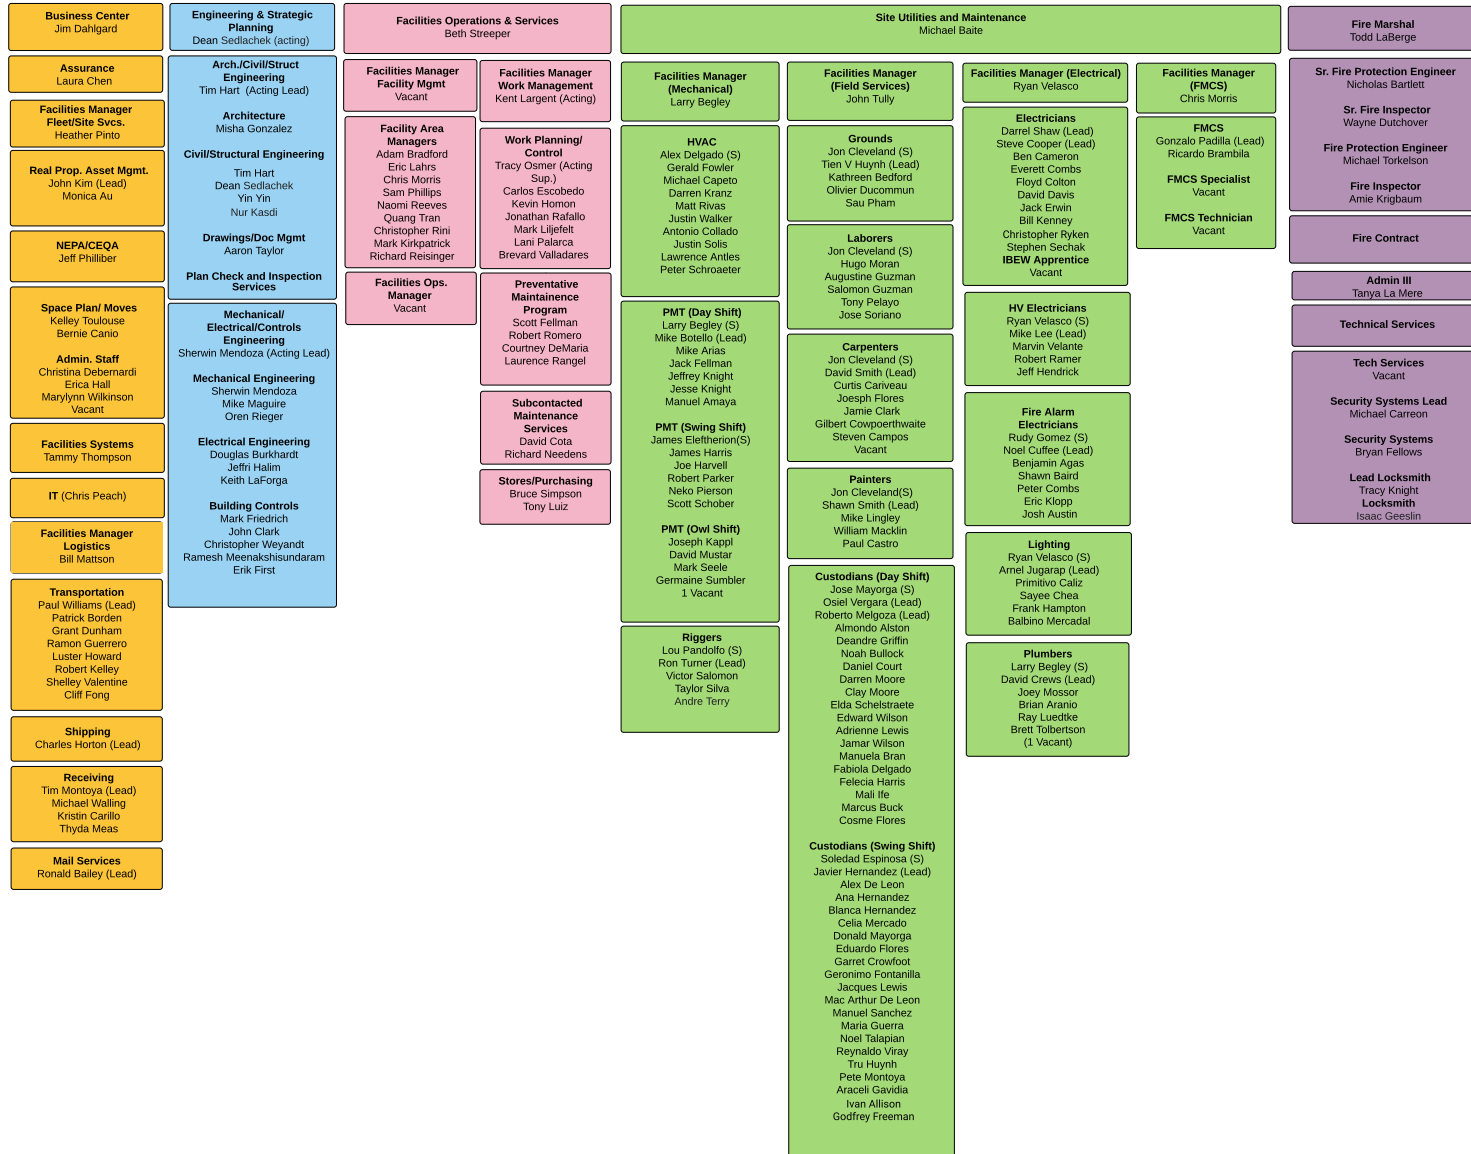 Business Center
Jim Dahlgard
Assurance
Laura Chen
Facilities Manager
Fleet/Site Svcs.
Heather Pinto
Real Prop. Asset Mgmt.
John Kim (Lead)
Monica Au
NEPA/CEQA
Jeff Philliber
Space Plan/ Moves
Kelley Toulouse
Bernie Canio
Admin. Staff
Christina Debernardi
Erica Hall
Marylynn Wilkinson
Vacant
Facilities Systems
Tammy Thompson
IT (Chris Peach)
Facilities Manager
Logistics
Bill Mattson
Transportation
Paul Williams (Lead)
Patrick Borden
Grant Dunham
Ramon Guerrero
Luster Howard
Robert Kelley
Shelley Valentine
Cliff Fong
Shipping
Charles Horton (Lead)
Receiving
Tim Montoya (Lead)
Michael Walling
Kristin Carillo
Thyda Meas
Mail Services
Ronald Bailey (Lead)
Engineering & Strategic
Planning
Dean Sedlachek (acting)
Arch./Civil/Struct
Engineering
Tim Hart  (Acting Lead)
Architecture
Misha Gonzalez
Civil/Structural Engineering
Tim Hart
Dean Sedlachek
Yin Yin
Nur Kasdi
Drawings/Doc Mgmt
Aaron Taylor
Plan Check and Inspection
Services
Mechanical/
Electrical/Controls
Engineering
Sherwin Mendoza (Acting Lead)
Mechanical Engineering
Sherwin Mendoza
Mike Maguire
Oren Rieger
Electrical Engineering
Douglas Burkhardt
Jeffri Halim
Keith LaForga
Building Controls
Mark Friedrich
John Clark
Christopher Weyandt
Ramesh Meenakshisundaram
Erik First
Facilities Operations & Services
Beth Streeper
Facilities Manager
Facility Mgmt
Vacant
Facility Area
Managers
Adam Bradford
Eric Lahrs
Chris Morris
Sam Phillips
Naomi Reeves
Quang Tran
Christopher Rini
Mark Kirkpatrick
Richard Reisinger
Facilities Ops.
Manager
Vacant
Facilities Manager
Work Management
Kent Largent (Acting)
Work Planning/
Control
Tracy Osmer (Acting
Sup.)
Carlos Escobedo
Kevin Homon
Jonathan Rafallo
Mark Liljefelt
Lani Palarca
Brevard Valladares
Preventative
Maintainence
Program
Scott Fellman
Robert Romero
Courtney DeMaria
Laurence Rangel
Subcontacted
Maintenance
Services
David Cota
Richard Needens
Stores/Purchasing
Bruce Simpson
Tony Luiz
Site Utilities and Maintenance
Michael Baite
Facilities Manager
(Mechanical)
Larry Begley
HVAC
Alex Delgado (S)
Gerald Fowler
Michael Capeto
Darren Kranz
Matt Rivas
Justin Walker
Antonio Collado
Justin Solis
Lawrence Antles
Peter Schroaeter
PMT (Day Shift)
Larry Begley (S)
Mike Botello (Lead)
Mike Arias
Jack Fellman
Jeffrey Knight
Jesse Knight
Manuel Amaya
PMT (Swing Shift)
James Eleftherion(S)
James Harris
Joe Harvell
Robert Parker
Neko Pierson
Scott Schober
PMT (Owl Shift)
Joseph Kappl
David Mustar
Mark Seele
Germaine Sumbler
1 Vacant
Riggers
Lou Pandolfo (S)
Ron Turner (Lead)
Victor Salomon
Taylor Silva
Andre Terry
Facilities Manager
(Field Services)
John Tully
Grounds
Jon Cleveland (S)
Tien V Huynh (Lead)
Kathreen Bedford
Olivier Ducommun
Sau Pham
Laborers
Jon Cleveland (S)
Hugo Moran
Augustine Guzman
Salomon Guzman
Tony Pelayo
Jose Soriano
Carpenters
Jon Cleveland (S)
David Smith (Lead)
Curtis Cariveau
Joesph Flores
Jamie Clark
Gilbert Cowpoerthwaite
Steven Campos
Vacant
Painters
Jon Cleveland(S)
Shawn Smith (Lead)
Mike Lingley
William Macklin
Paul Castro
Custodians (Day Shift)
Jose Mayorga (S)
Osiel Vergara (Lead)
Roberto Melgoza (Lead)
Almondo Alston
Deandre Griffin
Noah Bullock
Daniel Court
Darren Moore
Clay Moore
Elda Schelstraete
Edward Wilson
Adrienne Lewis
Jamar Wilson
Manuela Bran
Fabiola Delgado
Felecia Harris
Mali Ife
Marcus Buck
Cosme Flores
Custodians (Swing Shift)
Soledad Espinosa (S)
Javier Hernandez (Lead)
Alex De Leon
Ana Hernandez
Blanca Hernandez
Celia Mercado
Donald Mayorga
Eduardo Flores
Garret Crowfoot
Geronimo Fontanilla
Jacques Lewis
Mac Arthur De Leon
Manuel Sanchez
Maria Guerra
Noel Talapian
Reynaldo Viray
Tru Huynh
Pete Montoya
Araceli Gavidia
Ivan Allison
Godfrey Freeman
Facilities Manager (Electrical)
Ryan Velasco
Electricians
Darrel Shaw (Lead)
Steve Cooper (Lead)
Ben Cameron
Everett Combs
Floyd Colton
David Davis
Jack Erwin
Bill Kenney
Christopher Ryken
Stephen Sechak
IBEW Apprentice
Vacant
HV Electricians
Ryan Velasco (S)
Mike Lee (Lead)
Marvin Velante
Robert Ramer
Jeff Hendrick
Fire Alarm
Electricians
Rudy Gomez (S)
Noel Cuffee (Lead)
Benjamin Agas
Shawn Baird
Peter Combs
Eric Klopp
Josh Austin
Lighting
Ryan Velasco (S)
Arnel Jugarap (Lead)
Primitivo Caliz
Sayee Chea
Frank Hampton
Balbino Mercadal
Plumbers
Larry Begley (S)
David Crews (Lead)
Joey Mossor
Brian Aranio
Ray Luedtke
Brett Tolbertson
(1 Vacant)
Facilities Manager
(FMCS)
Chris Morris
FMCS
Gonzalo Padilla (Lead)
Ricardo Brambila
FMCS Specialist
Vacant
FMCS Technician
Vacant
Fire Marshal
Todd LaBerge
Sr. Fire Protection Engineer
Nicholas Bartlett
Sr. Fire Inspector
Wayne Dutchover
Fire Protection Engineer
Michael Torkelson
Fire Inspector
Amie Krigbaum
Fire Contract
Admin III
Tanya La Mere
Technical Services
Tech Services
Vacant
Security Systems Lead
Michael Carreon
Security Systems
Bryan Fellows
Lead Locksmith
Tracy Knight
Locksmith
Isaac Geeslin